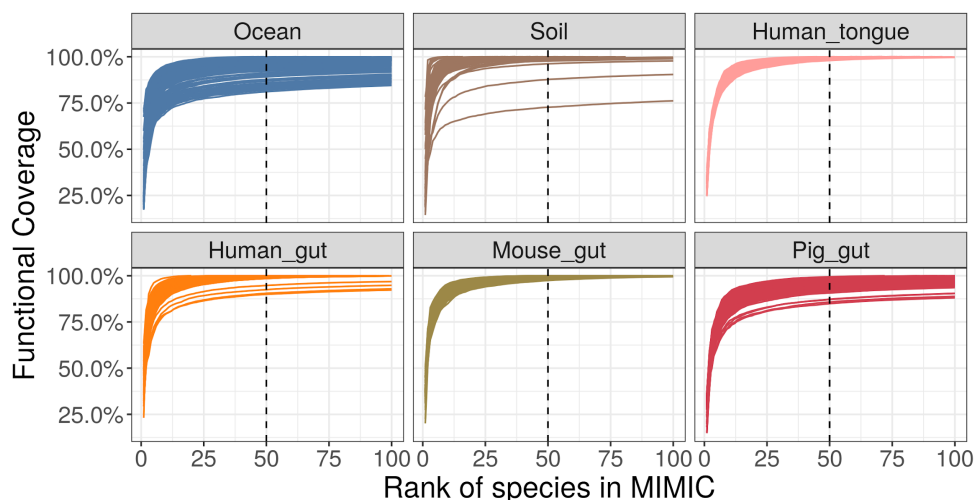 Ocean Soil Human_tongue
100.0%
75.0%
50.0%
25.0%
Human_gut Mouse_gut Pig_gut
100.0%
75.0%
50.0%
25.0%
Functional Coverage
0 25 50 75 100 0 25 50 75 100 0 25 50 75 100
Rank of species in MIMIC